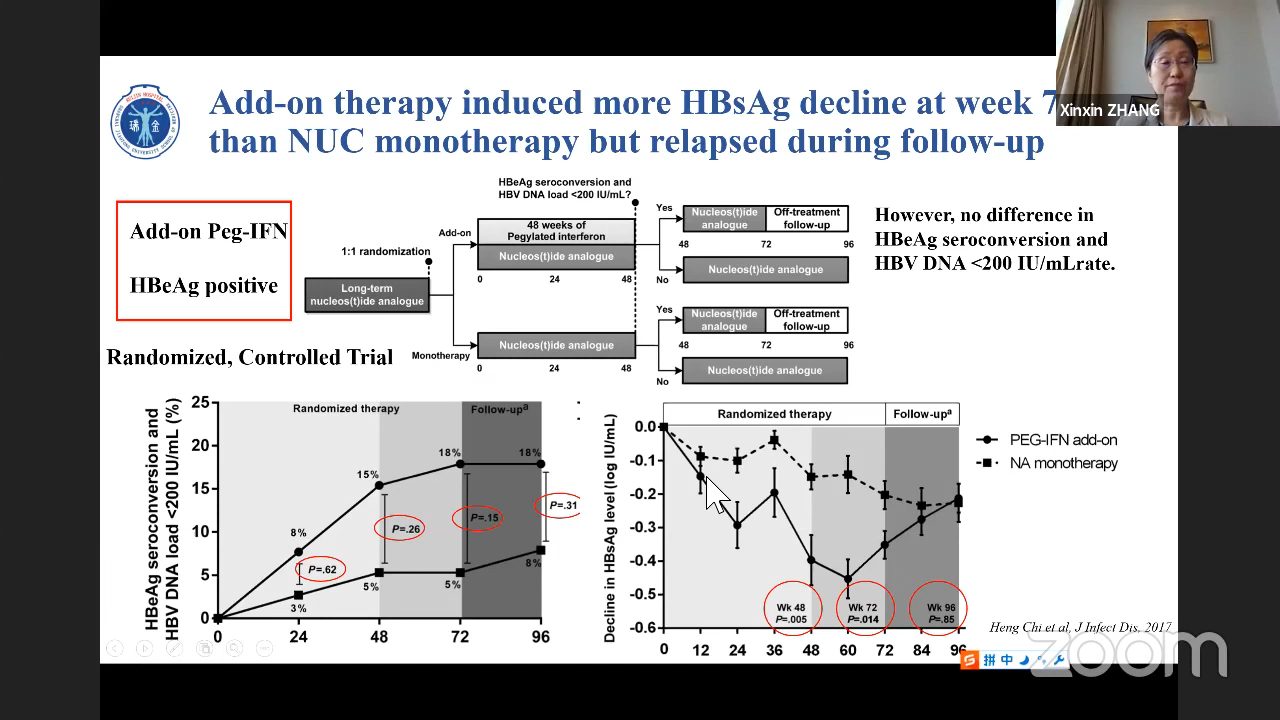 Xinxin ZHANG
Add-on therapy induced more HBsAg decline at week 7
than NUC monotherapy but relapsed during follow-up
Add-on Peg-IFN
HBeAg positive
Randomized, Controlled Trial
HBeAg seroconversion and
HBV DNA load <200 IU/mL?
1:1 randomization
Long-term
nucleos(t)ide analogue
Add-on
48 weeks of
Pegylated interferon
Nucleos(t)ide analogue
0 24 48
Monotherapy
Nucleos(t)ide analogue
0 24 48
Yes
Nucleos(t)ide
analogue
Off-treatment
follow-up
48 72 96
Nucleos(t)ide analogue
No
Yes
Nucleos(t)ide
analogue
Off-treatment
follow-up
48 72 96
Nucleos(t)ide analogue
No
However, no difference in
HBeAg seroconversion and
HBV DNA <200 IU/mLrate.
HBeAg seroconversion and
HBV DNA load <200 IU/mL (%)
25
20
15
10
5
0
Randomized therapy
Follow-upa
8%
15%
18%
18%
3%
5%
5%
8%
P=.62
P=.26
P=.15
P=.31
0 24 48 72 96
Decline in HBsAg level (log IU/mL)
Randomized therapy
Follow-upa
0.0
-0.1
-0.2
-0.3
-0.4
-0.5
-0.6
Wk 48
P=.005
Wk 72
P=.014
Wk 96
P=.85
0 12 24 36 48 60 72 84 96
PEG-IFN add-on
NA monotherapy
Heng Chi et al, J Infect Dis. 2017
拼 中
zoom